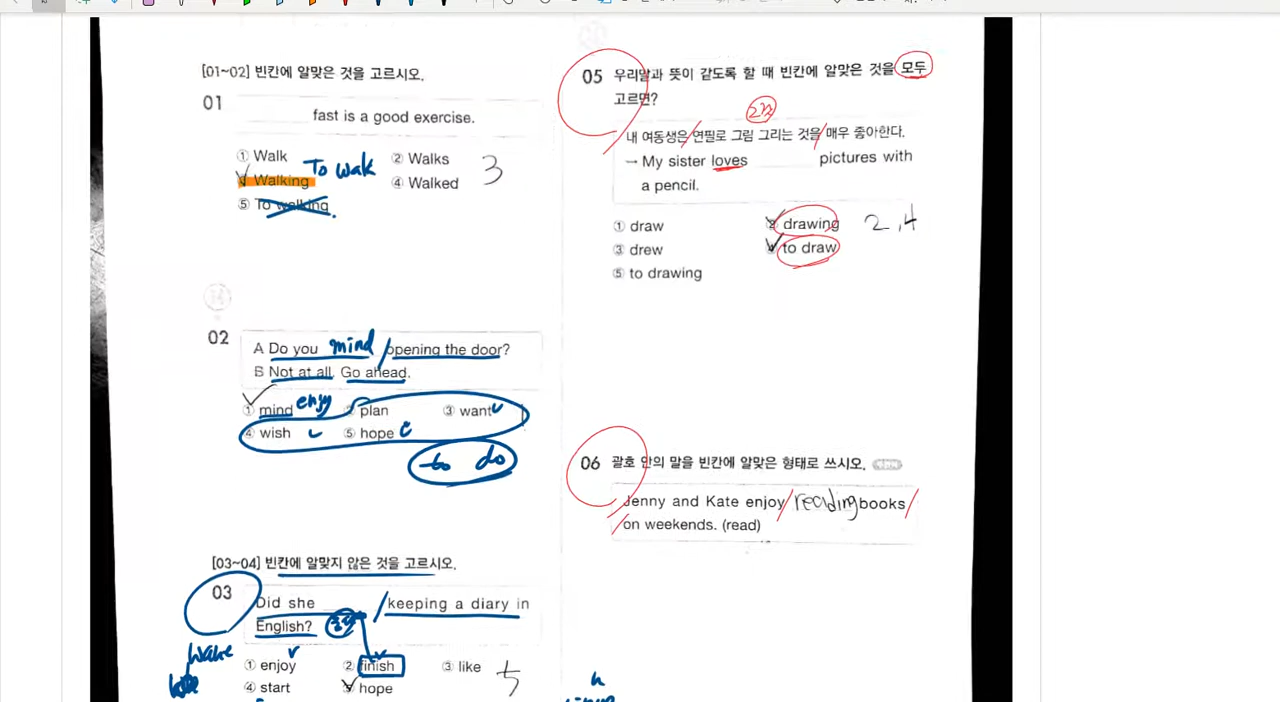 [01~02] 빈칸에 알맞은 것을 고르시오.
01
fast is a good exercise.
① Walk
② Walks
To wak
Walking
④ Walked
3
⑤ To walking
02
A Do you mind / opening the door?
B Not at all. Go ahead.
① mind enjoy
② plan
③ want
④ wish
⑤ hope
to do
[03~04] 빈칸에 알맞지 않은 것을 고르시오.
03
Did she / keeping a diary in
English?
① enjoy
② finish
③ like
④ start
⑤ hope
5
05 우리말과 뜻이 같도록 할 때 빈칸에 알맞은 것을 모두
고르면?
내 여동생은 / 연필로 그림 그리는 것을 / 매우 좋아한다.
→ My sister loves pictures with
a pencil.
① draw
② drawing
③ drew
④ to draw
⑤ to drawing
2,4
06 괄호 안의 말을 빈칸에 알맞은 형태로 쓰시오.
Jenny and Kate enjoy / reading books /
/ on weekends. (read)